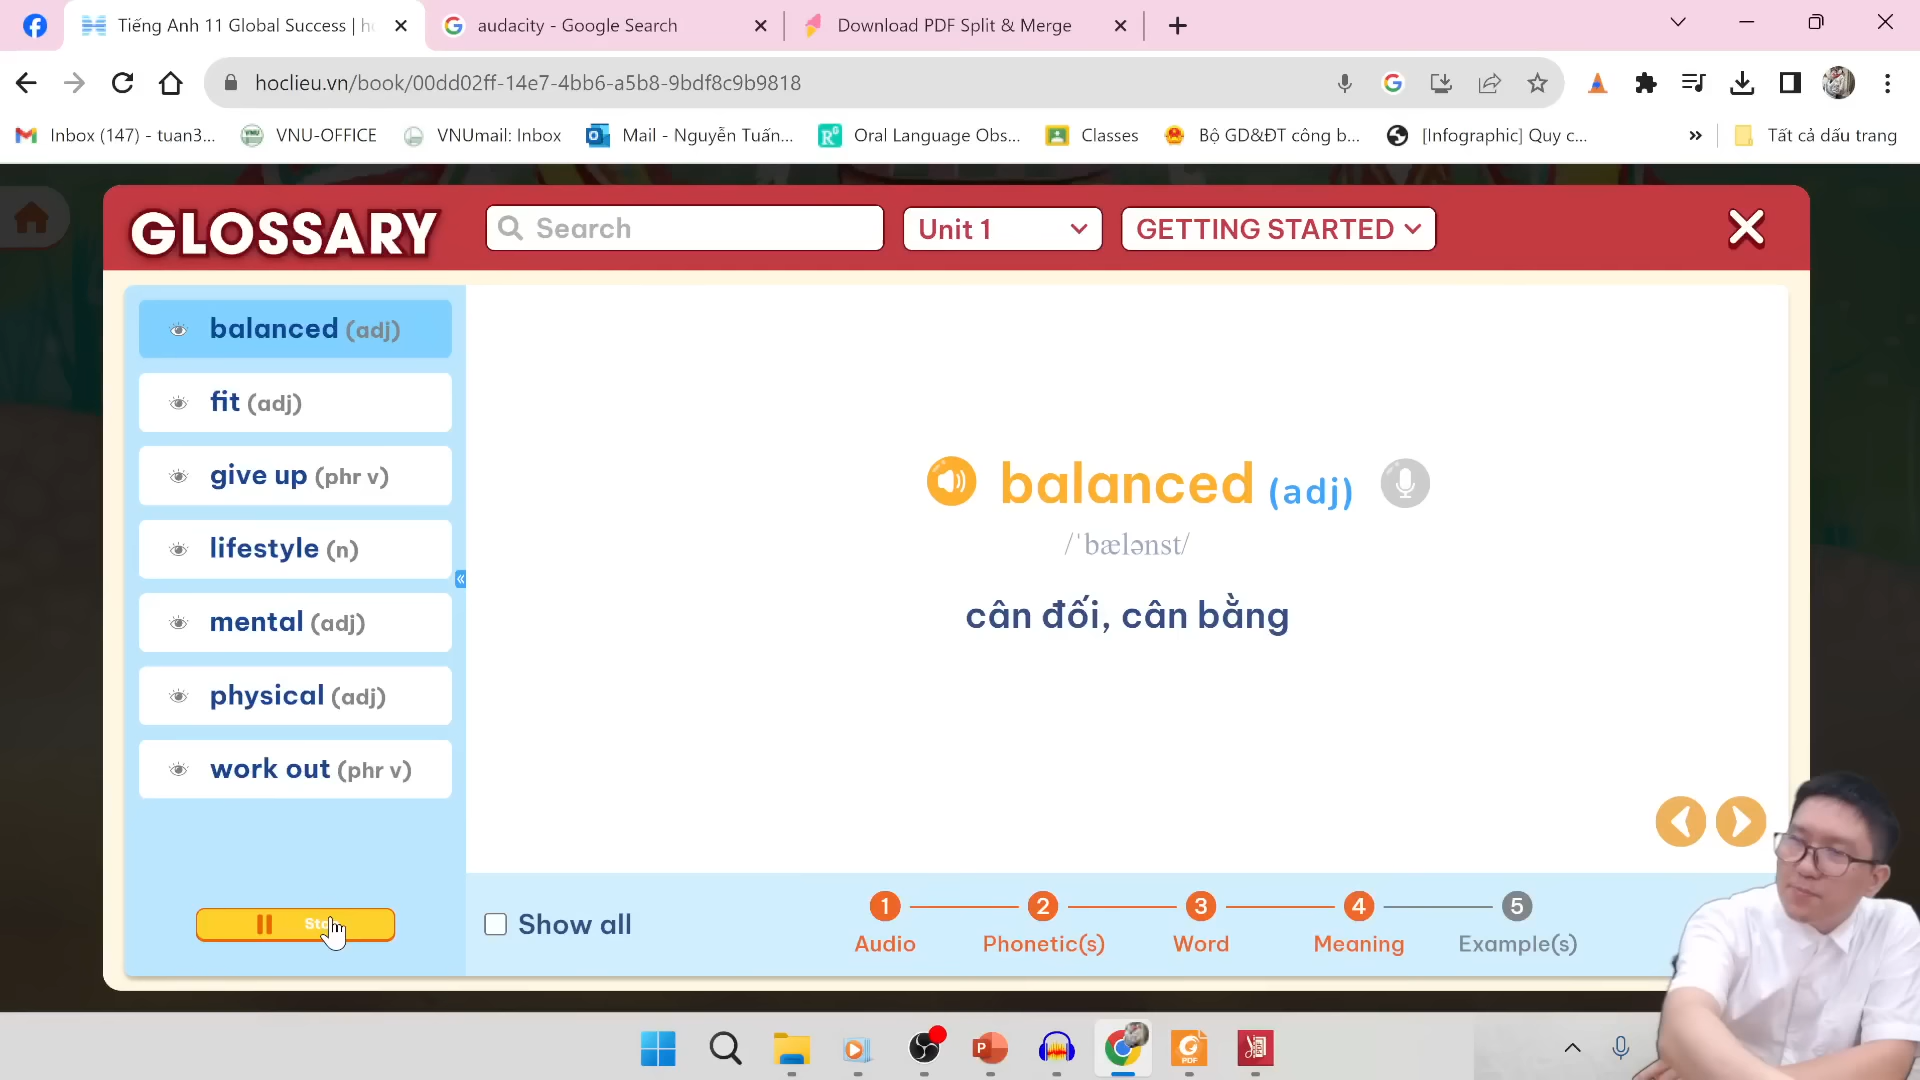 Tiếng Anh 11 Global Success | h
audacity - Google Search
Download PDF Split & Merge
hoclieu.vn/book/00dd02ff-14e7-4bb6-a5b8-9bdf8c9b9818
Inbox (147) - tuan3...
VNU-OFFICE
VNUmail: Inbox
Mail - Nguyễn Tuấn...
Oral Language Obs...
Classes
Bộ GD&ĐT công b...
[Infographic] Quy c...
Tất cả dấu trang
GLOSSARY
Search
Unit 1
GETTING STARTED
balanced (adj)
fit (adj)
give up (phr v)
lifestyle (n)
mental (adj)
physical (adj)
work out (phr v)
balanced (adj)
/ˈbælənst/
cân đối, cân bằng
Show all
1
2
3
4
5
Audio
Phonetic(s)
Word
Meaning
Example(s)